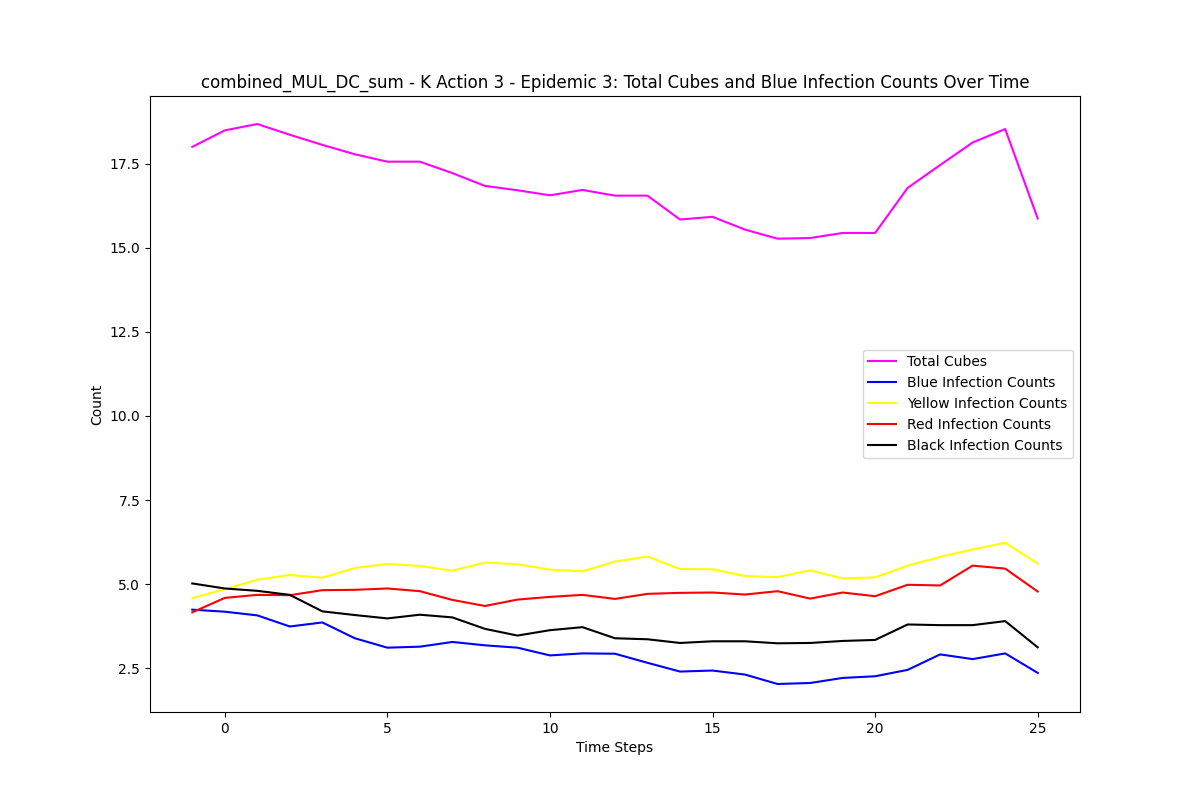 combined_MUL_DC_sum - K Action 3 - Epidemic 3: Total Cubes and Blue Infection Counts Over Time
17.5
15.0
12.5
10.0
7.5
5.0
2.5
Count
Total Cubes
Blue Infection Counts
Yellow Infection Counts
Red Infection Counts
Black Infection Counts
0 5 10 15 20 25
Time Steps